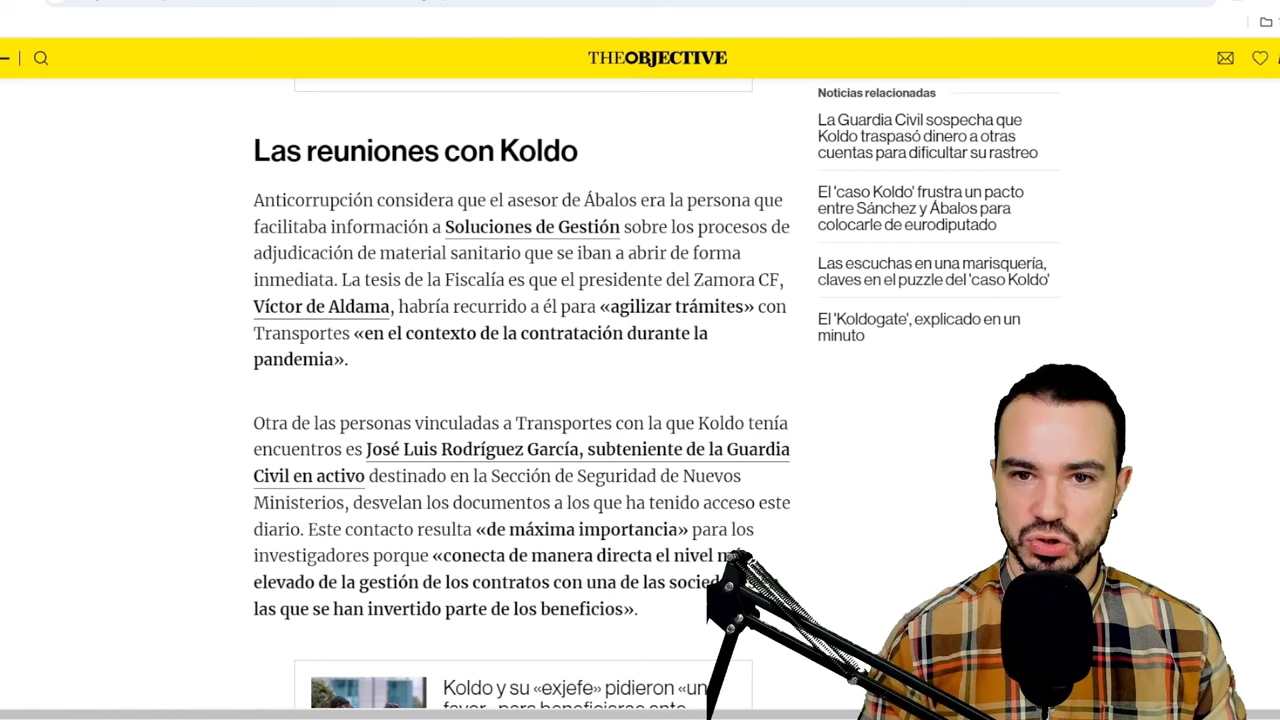 THEOBJECTIVE
Noticias relacionadas
La Guardia Civil sospecha que
Koldo traspasó dinero a otras
cuentas para dificultar su rastreo
El 'caso Koldo' frustra un pacto
entre Sánchez y Ábalos para
colocarle de eurodiputado
Las escuchas en una marisquería,
claves en el puzzle del 'caso Koldo'
El 'Koldogate', explicado en un
minuto
Las reuniones con Koldo
Anticorrupción considera que el asesor de Ábalos era la persona que
facilitaba información a Soluciones de Gestión sobre los procesos de
adjudicación de material sanitario que se iban a abrir de forma
inmediata. La tesis de la Fiscalía es que el presidente del Zamora CF,
Víctor de Aldama, habría recurrido a él para «agilizar trámites» con
Transportes «en el contexto de la contratación durante la
pandemia».
Otra de las personas vinculadas a Transportes con la que Koldo tenía
encuentros es José Luis Rodríguez García, subteniente de la Guardia
Civil en activo destinado en la Sección de Seguridad de Nuevos
Ministerios, desvelan los documentos a los que ha tenido acceso este
diario. Este contacto resulta «de máxima importancia» para los
investigadores porque «conecta de manera directa el nivel
elevado de la gestión de los contratos con una de las
las que se han invertido parte de los beneficios».
Koldo y su «exjefe» pidieron «un
favor» para beneficiarse ante